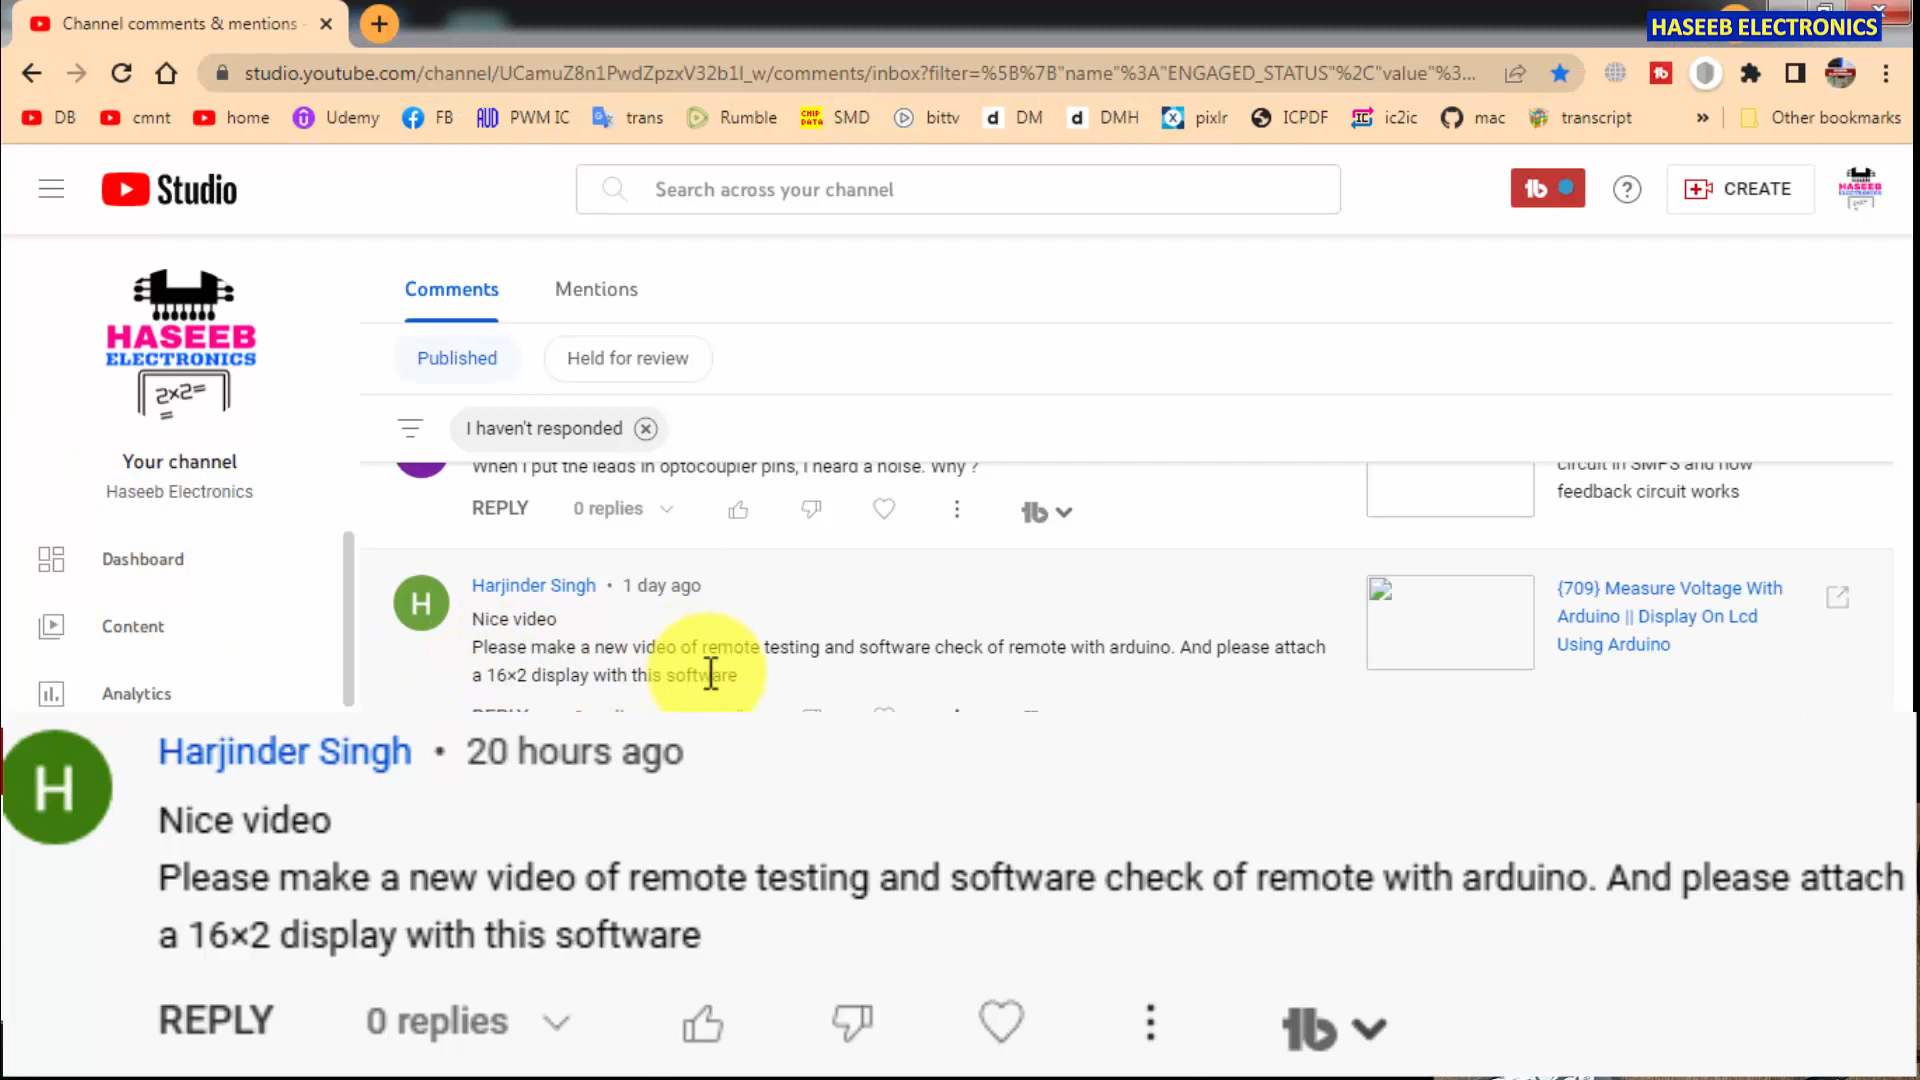 Channel comments & mentions -
HASEEB ELECTRONICS
studio.youtube.com/channel/UCamuZ8n1PwdZpzxV32b1I_w/comments/inbox?filter=%5B%7B"name"%3A"ENGAGED_STATUS"%2C"value"%3...
DB cmnt home Udemy FB PWM IC trans Rumble SMD bittv DM DMH pixlr ICPDF ic2ic mac transcript » Other bookmarks
Studio
Search across your channel
CREATE
HASEEB
ELECTRONICS
2x2=
=
Your channel
Haseeb Electronics
Dashboard
Content
Analytics
Comments Mentions
Published Held for review
I haven't responded
When I put the leads in optocoupler pins, I heard a noise. Why ?
REPLY 0 replies
circuit in SMPS and how
feedback circuit works
H
Harjinder Singh • 1 day ago
Nice video
Please make a new video of remote testing and software check of remote with arduino. And please attach
a 16×2 display with this software
{709} Measure Voltage With
Arduino || Display On Lcd
Using Arduino
H
Harjinder Singh • 20 hours ago
Nice video
Please make a new video of remote testing and software check of remote with arduino. And please attach
a 16×2 display with this software
REPLY 0 replies